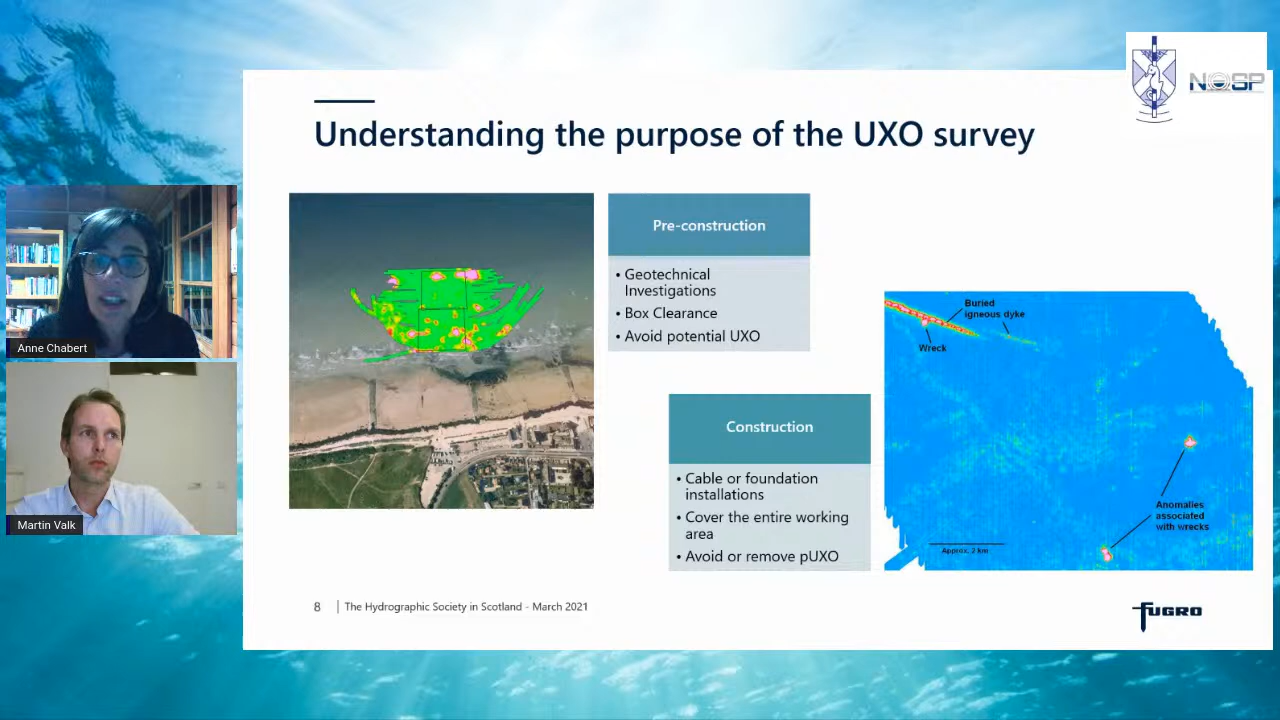 NOSP
Understanding the purpose of the UXO survey
Pre-construction
• Geotechnical
Investigations
• Box Clearance
• Avoid potential UXO
Construction
• Cable or foundation
installations
• Cover the entire working
area
• Avoid or remove pUXO
Buried
igneous dyke
Wreck
Anomalies
associated
with wrecks
Approx. 2 km
Anne Chabert
Martin Valk
8
The Hydrographic Society in Scotland - March 2021
FUGRO